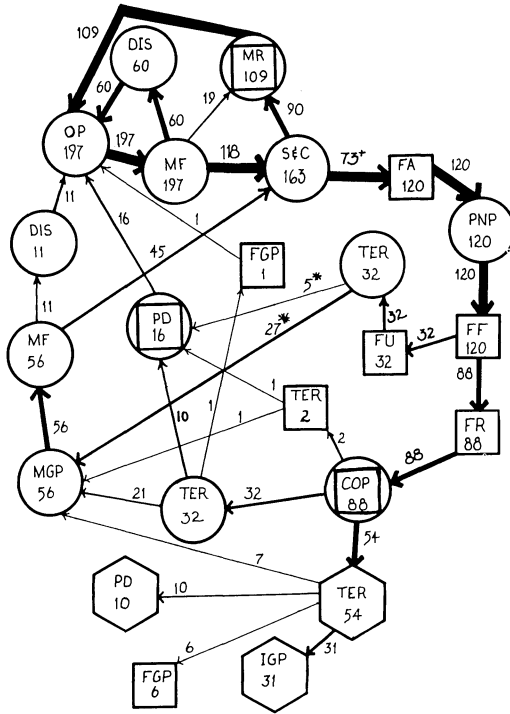 109
DIS
60
MR
109
60
60
19
90
OP
197
197
MF
197
118
S&C
163
73+
FA
120
120
PNP
120
11
16
1
45
DIS
11
FGP
1
TER
32
120
5*
27*
11
PD
16
32
FU
32
32
FF
120
MF
56
88
1
TER
2
56
10
1
1
FR
88
2
88
MGP
56
21
TER
32
32
COP
88
54
7
PD
10
10
TER
54
6
31
FGP
6
IGP
31